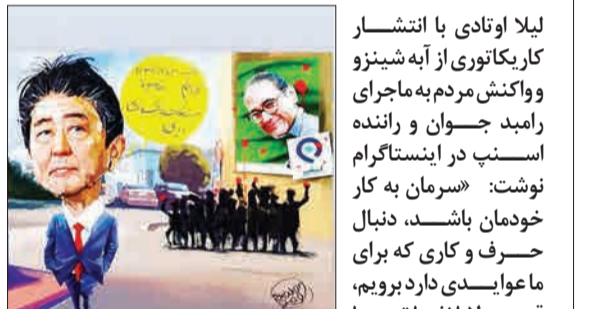 لیلا اوتادی با انتشار
کاریکاتوری از آبه شینزو
و واکنش مردم به ماجرای
رامبد جوان و راننده
اسنپ در اینستاگرام
نوشت: «سرمان به کار
خودمان باشد، دنبال
حرف و کاری که برای
ما عوایدی دارد برویم،